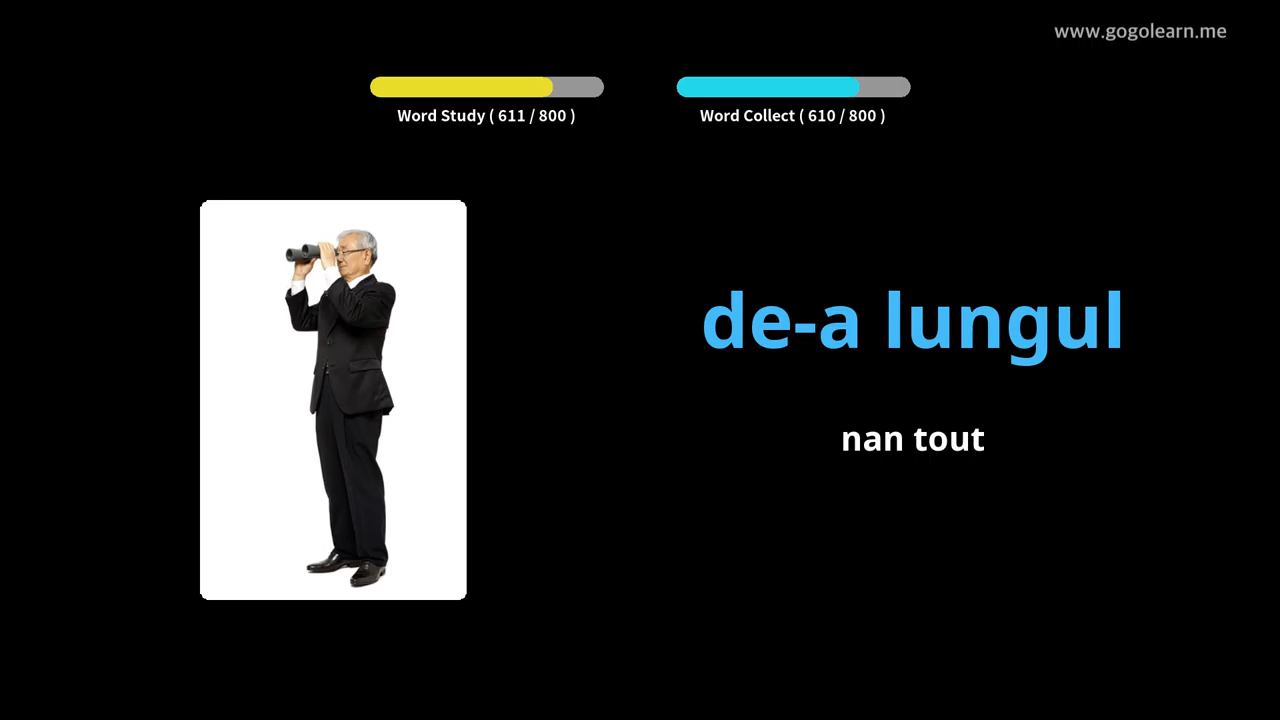 www.gogolearn.me
Word Study ( 611 / 800 )
Word Collect ( 610 / 800 )
de-a lungul
nan tout